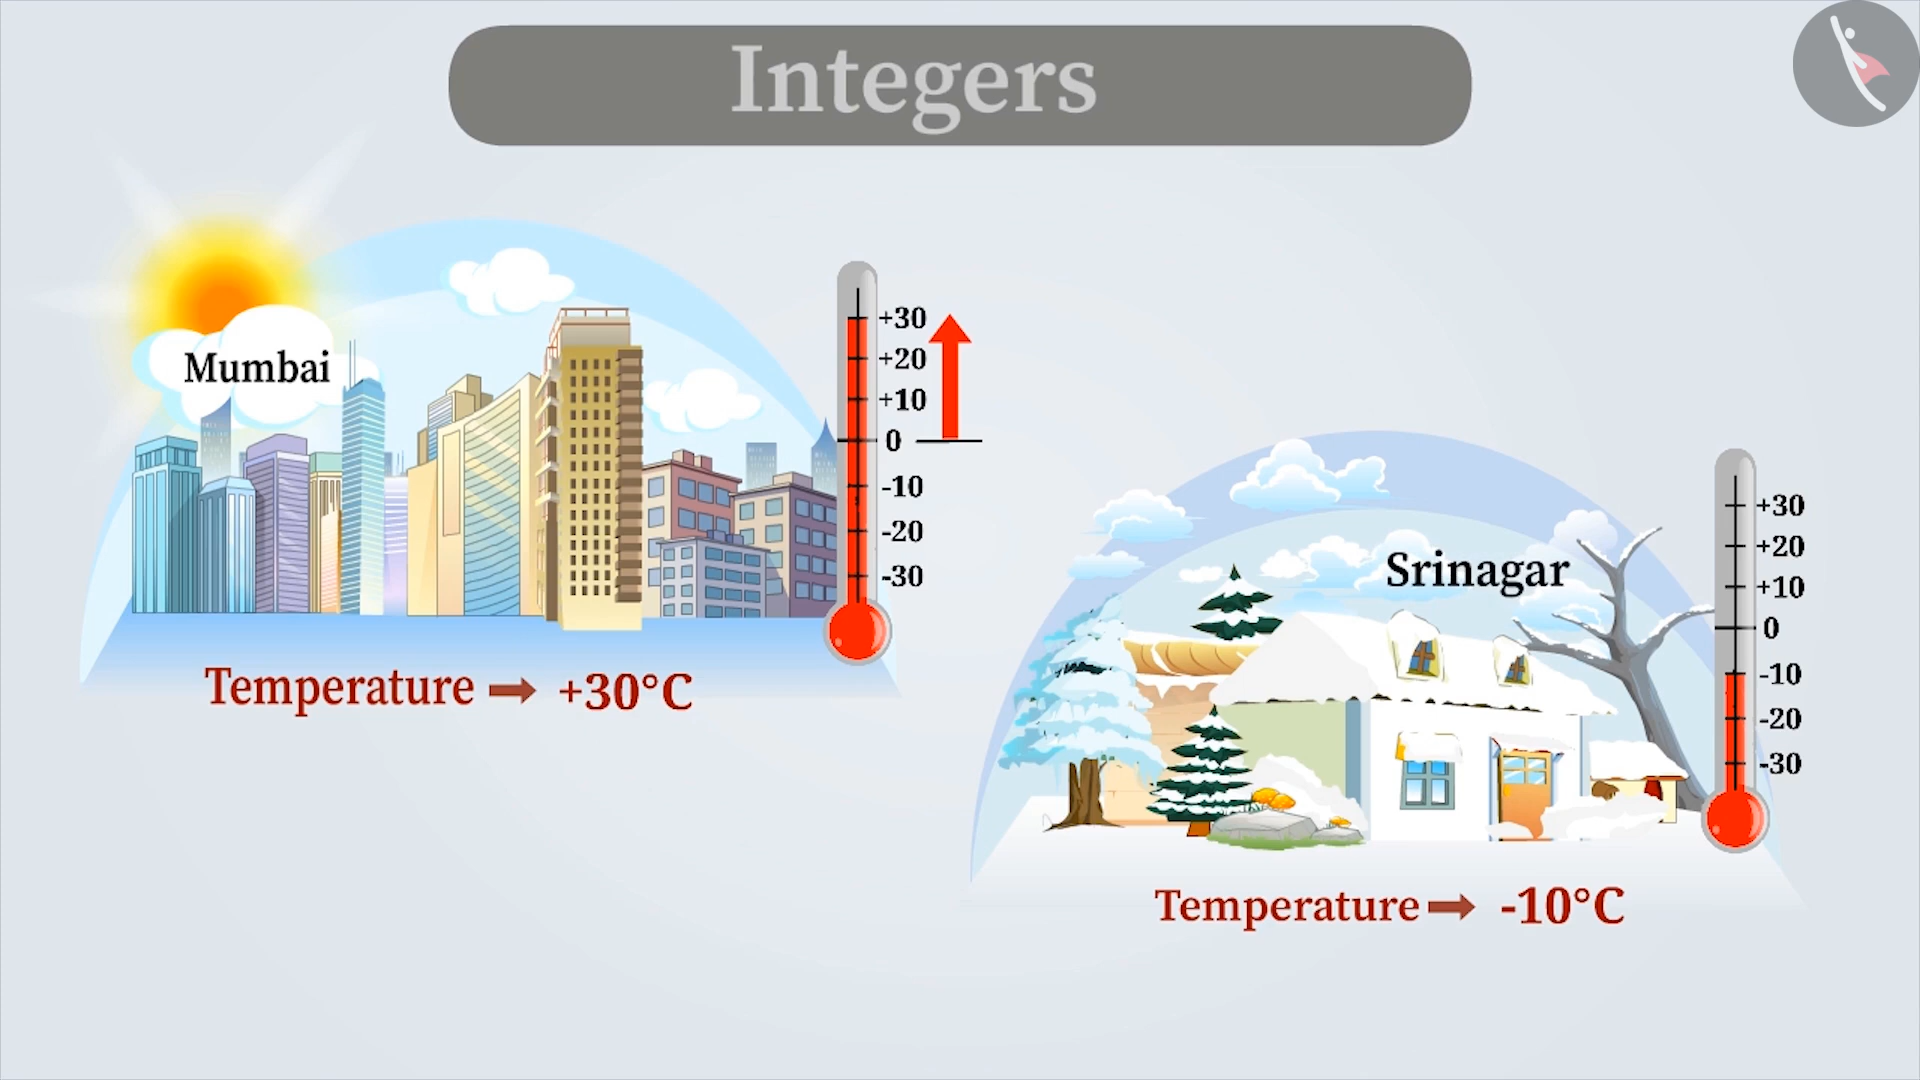 Integers
Mumbai
+30
+20
+10
0
-10
-20
-30
Temperature ➡ +30°C
Srinagar
+30
+20
+10
0
-10
-20
-30
Temperature ➡ -10°C